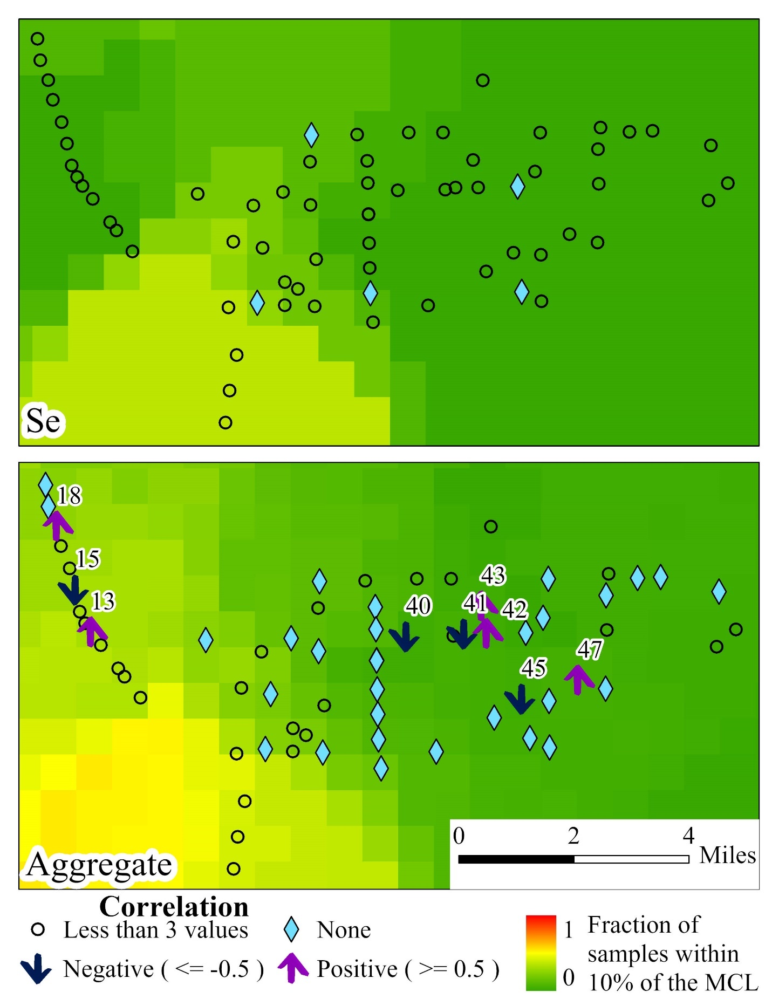 Se
18
15
13
43
40
41
42
47
45
0 2 4
Miles
Aggregate
Correlation
Less than 3 values
None
Negative ( <= -0.5 )
Positive ( >= 0.5 )
1
0
Fraction of
samples within
10% of the MCL